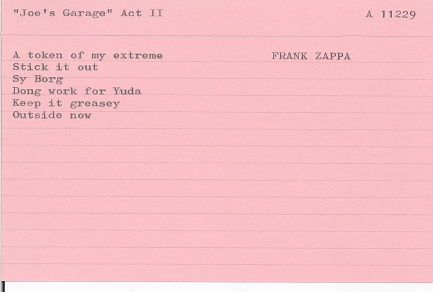 "Joe's Garage" Act II A 11229
A token of my extreme FRANK ZAPPA
Stick it out
Sy Borg
Dong work for Yuda
Keep it greasey
Outside now